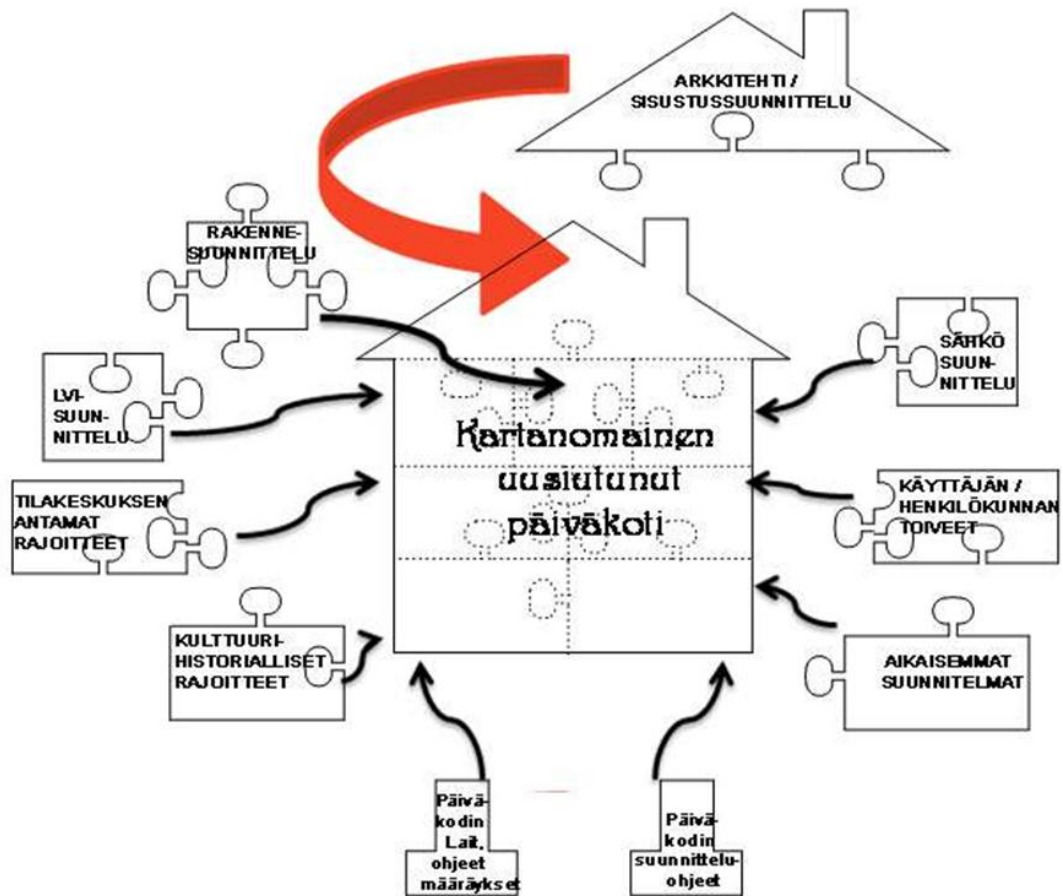 ARKKITEHTI /
SISUSTUSSUUNNITTELU
RAKENNE-
SUUNNITTELU
SÄHKÖ
SUUN-
NITTELU
LVI-
SUUN-
NITTELU
Kartanomainen
uusiutunut
päiväkoti
TILAKESKUKSEN
ANTAMAT
RAJOITTEET
KÄYTTÄJÄN /
HENKILÖKUNNAN
TOIVEET
KULTTUURI-
HISTORIALLISET
RAJOITTEET
AIKAISEMMAT
SUUNNITELMAT
Päivä-
kodin
Lait,
ohjeet
määräykset
Päivä-
kodin
suunnittelu-
ohjeet